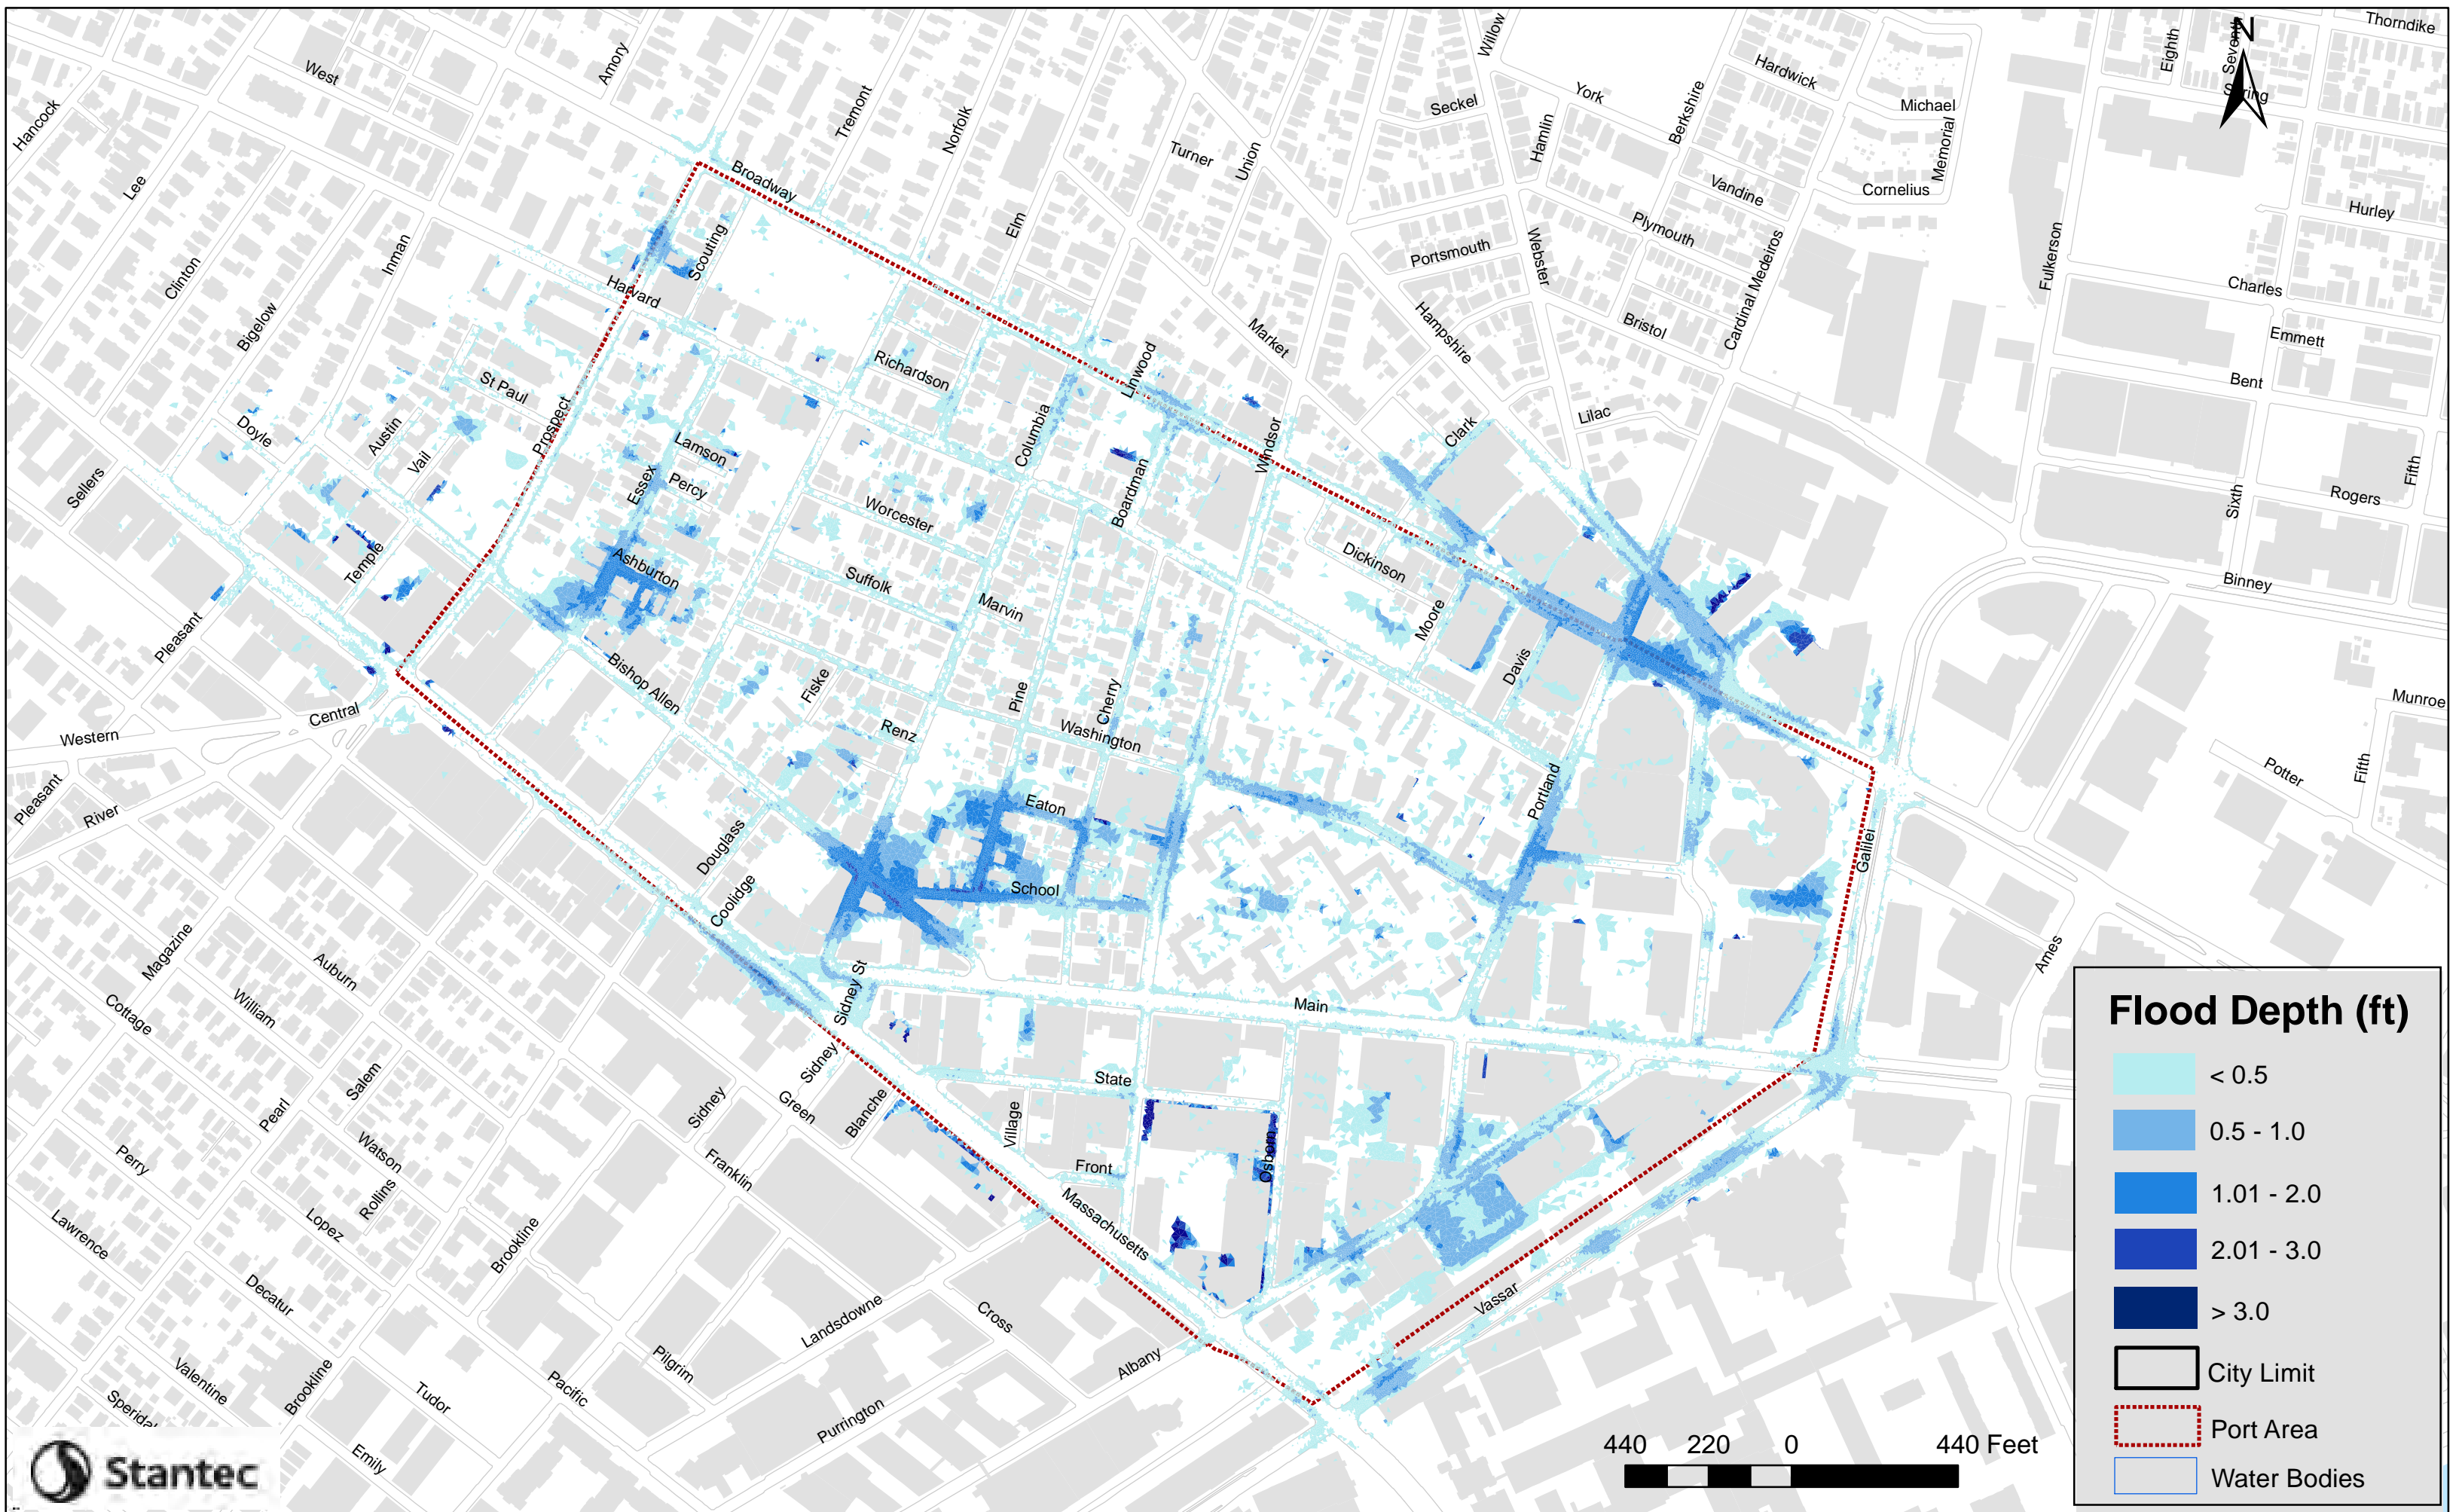 Thorndike
Willow
Eighth
Seventh
N
Amory
West
Hardwick
York
Spring
Seckel
Michael
Hancock
Tremont
Norfolk
Hamlin
Berkshire
Memorial
Turner
Union
Lee
Broadway
Vandine
Cornelius
Hurley
Elm
Plymouth
Inman
Scouting
Portsmouth
Webster
Clinton
Fulkerson
Cardinal Medeiros
Harvard
Charles
Bigelow
Market
Hampshire
Bristol
Emmett
Richardson
Linwood
Bent
St Paul
Prospect
Doyle
Austin
Columbia
Windsor
Clark
Lilac
Vail
Lamson
Fifth
Sellers
Essex
Percy
Boardman
Sixth
Rogers
Worcester
Temple
Ashburton
Suffolk
Dickinson
Binney
Marvin
Moore
Pleasant
Bishop Allen
Davis
Fiske
Pine
Cherry
Munroe
Central
Western
Renz
Washington
Potter
Fifth
Pleasant
River
Eaton
Portland
Douglass
Galilei
School
Coolidge
Magazine
Ames
Auburn
Sidney St
Cottage
William
Main
Flood Depth (ft)
Sidney
State
< 0.5
Salem
Pearl
Sidney
Green
Blanche
Village
0.5 - 1.0
Perry
Watson
Franklin
Front
Osborn
Rollins
Massachusetts
1.01 - 2.0
Lawrence
Lopez
Brookline
2.01 - 3.0
Decatur
Landsdowne
Cross
Vassar
> 3.0
Valentine
Brookline
Pilgrim
Albany
City Limit
Tudor
Pacific
Purrington
Port Area
440 220 0 440 Feet
Emily
Stantec
Water Bodies